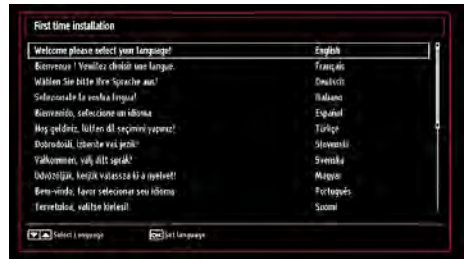 First time installation
Welcome please select your language! English
Bienvenue ! Veuillez choisir une langue. Français
Wählen Sie bitte Ihre Sprache aus! Deutsch
Selezionate la vostra lingua! Italiano
Bienvenido, seleccione un idioma Español
Hoş geldiniz, lütfen dil seçimini yapınız! Türkçe
Dobrodošli, izberite vaš jezik! Slovenski
Välkommen, välj ditt språk! Svenska
Üdvözöljük, kérjük válassza ki a nyelvet! Magyar
Bem-vindo, favor selecionar seu idioma Português
Tervetuloa, valitse kielesi! Suomi
Select Language OK Set Language